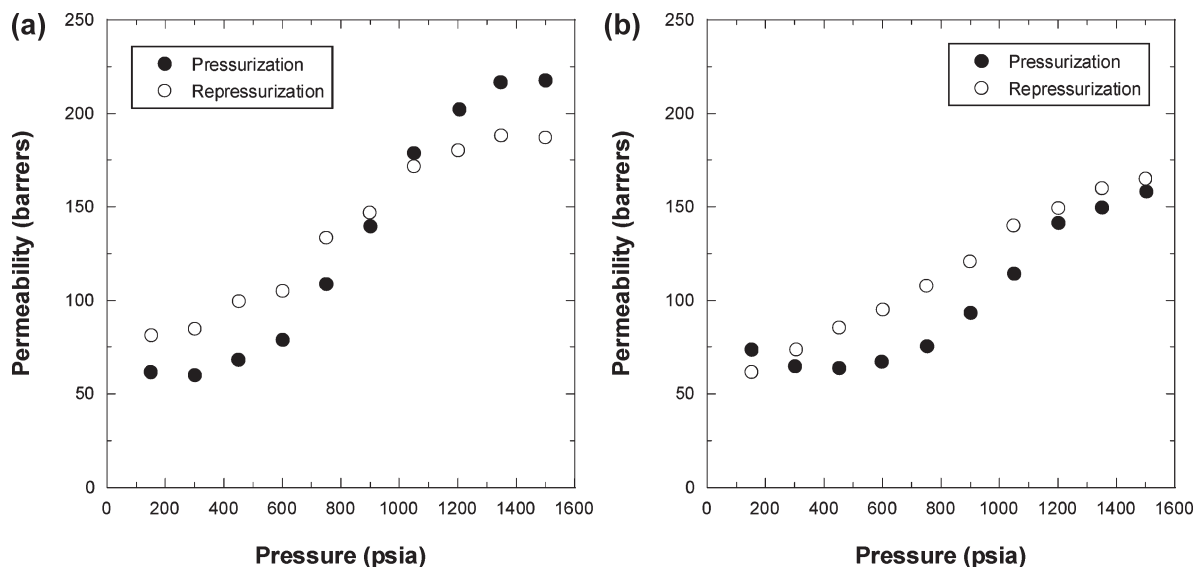 (a)
250
200
150
100
50
0
Pressurization
Repressurization
Permeability (barrers)
0 200 400 600 800 1000 1200 1400 1600
Pressure (psia)
(b)
250
200
150
100
50
0
Pressurization
Repressurization
Permeability (barrers)
0 200 400 600 800 1000 1200 1400 1600
Pressure (psia)